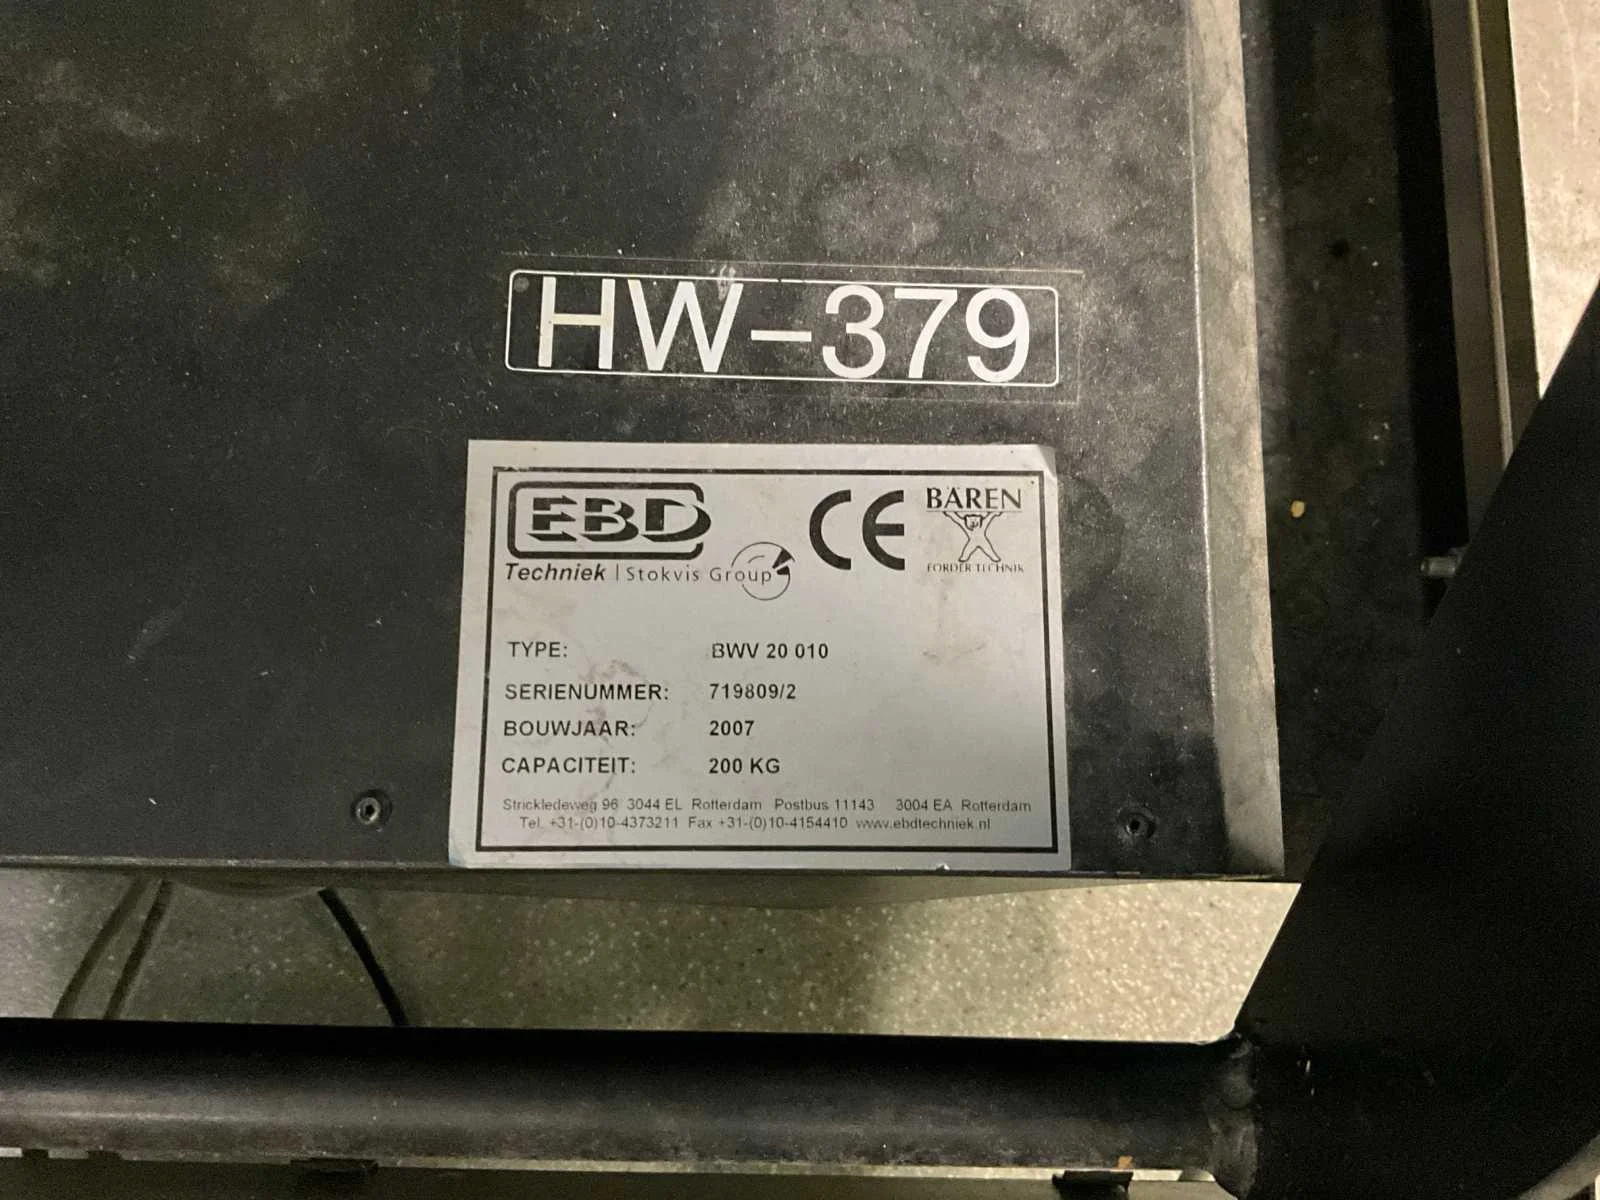 HW-379
EBD
Techniek | Stokvis Group
CE
BÄREN
FÖRDER TECHNIK
TYPE: BWV 20 010
SERIENUMMER: 719809/2
BOUWJAAR: 2007
CAPACITEIT: 200 KG
Strickledeweg 96 3044 EL Rotterdam Postbus 11143 3004 EA Rotterdam
Tel. +31-(0)10-4373211 Fax +31-(0)10-4154410 www.ebdtechniek.nl